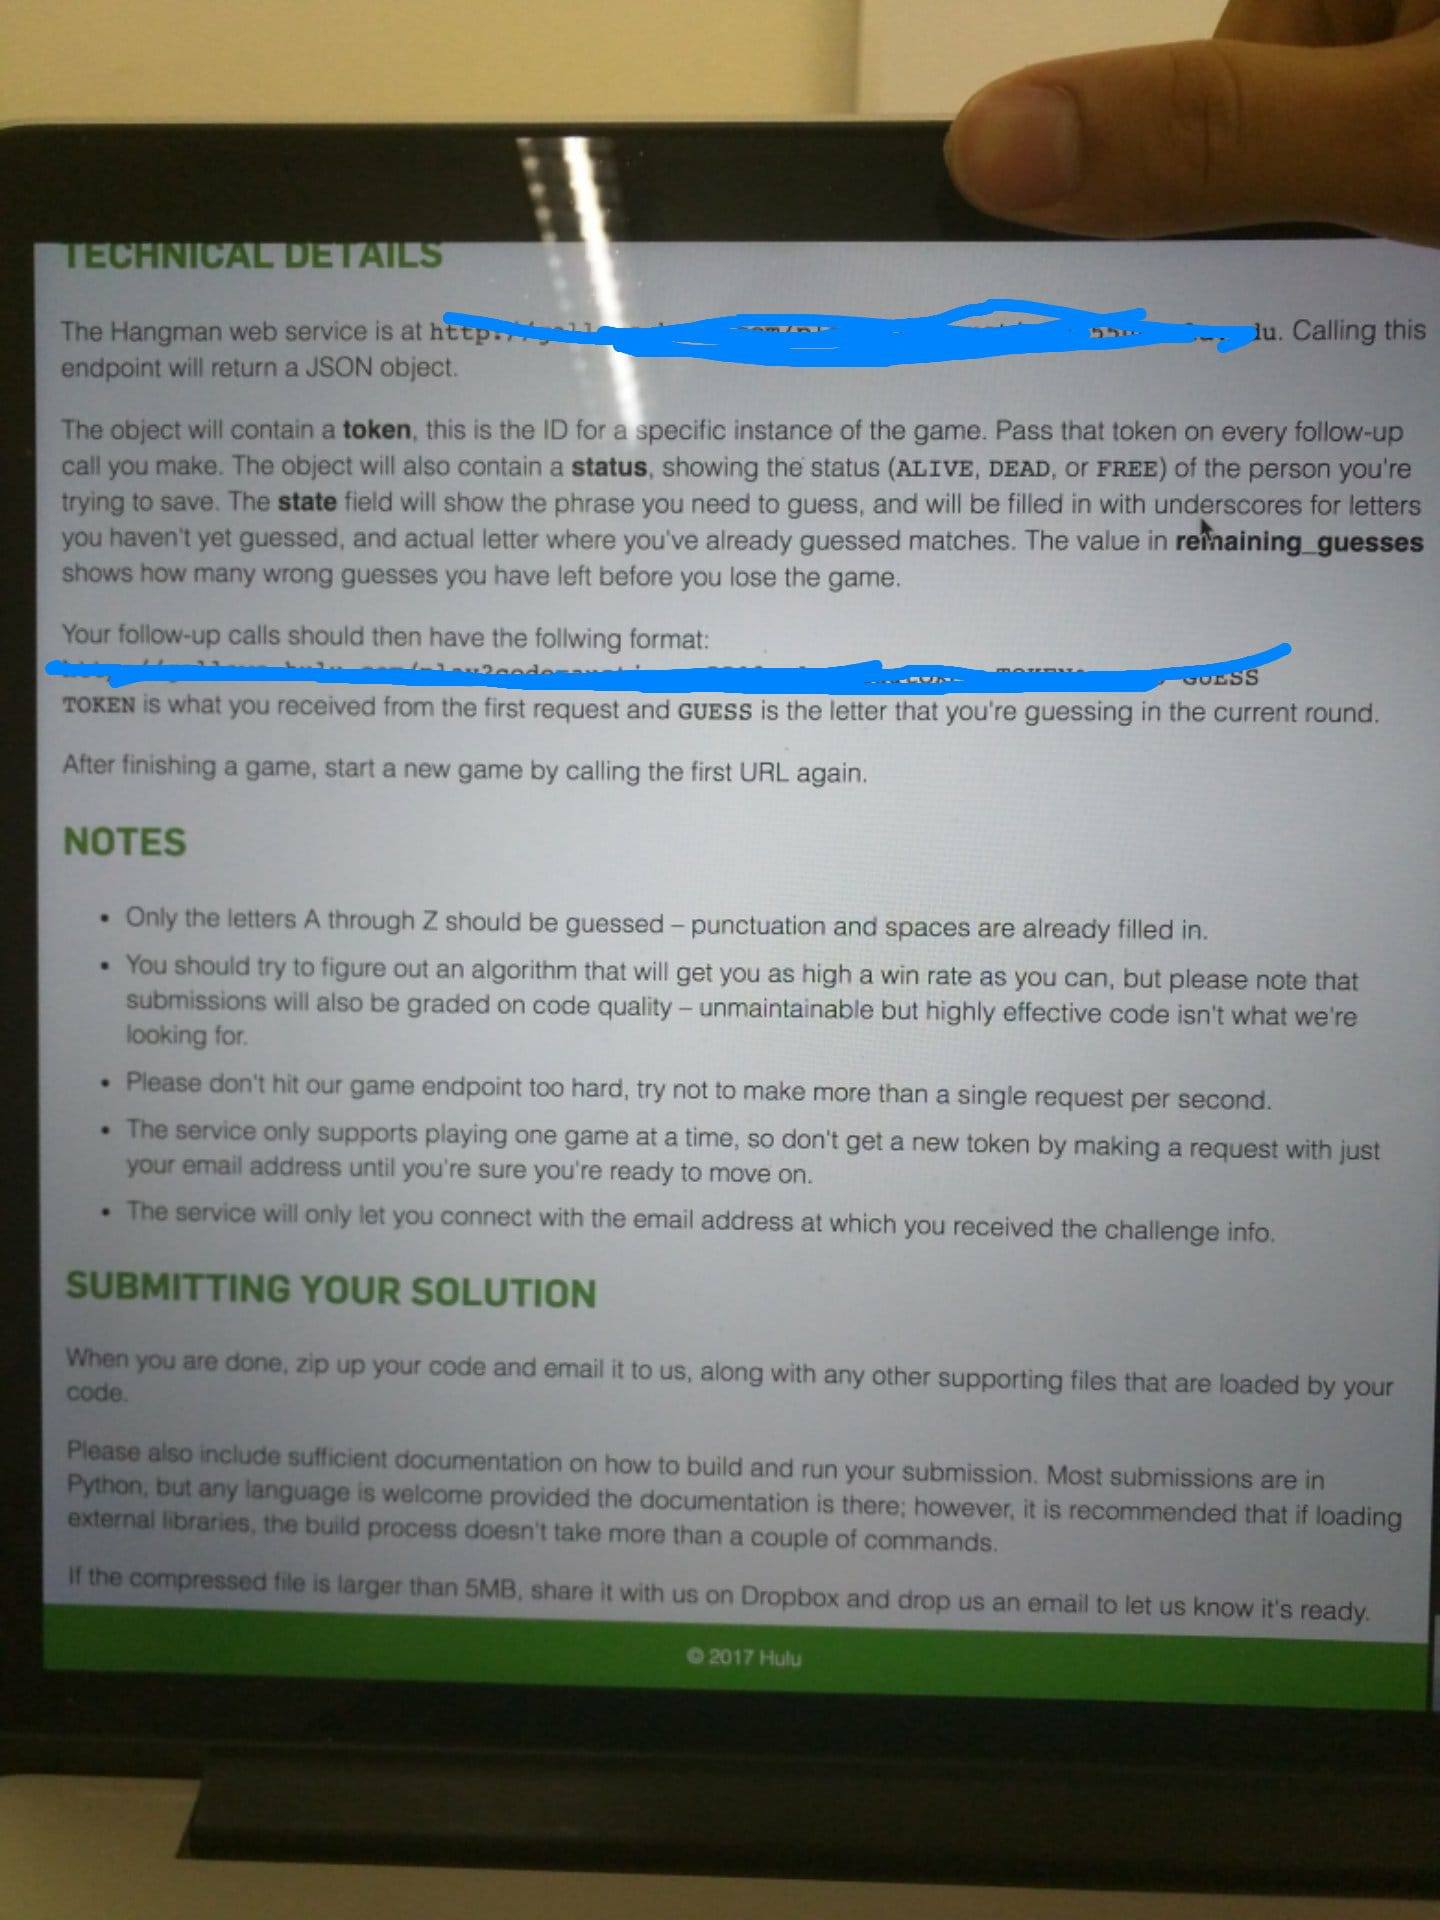 TECHNICAL DETAILS
The Hangman web service is at http:// du. Calling this
endpoint will return a JSON object.
The object will contain a token, this is the ID for a specific instance of the game. Pass that token on every follow-up
call you make. The object will also contain a status, showing the status (ALIVE, DEAD, or FREE) of the person you're
trying to save. The state field will show the phrase you need to guess, and will be filled in with underscores for letters
you haven't yet guessed, and actual letter where you've already guessed matches. The value in remaining_guesses
shows how many wrong guesses you have left before you lose the game.
Your follow-up calls should then have the follwing format:
GUESS
TOKEN is what you received from the first request and GUESS is the letter that you're guessing in the current round.
After finishing a game, start a new game by calling the first URL again.
NOTES
• Only the letters A through Z should be guessed – punctuation and spaces are already filled in.
• You should try to figure out an algorithm that will get you as high a win rate as you can, but please note that
submissions will also be graded on code quality – unmaintainable but highly effective code isn't what we're
looking for.
• Please don't hit our game endpoint too hard, try not to make more than a single request per second.
• The service only supports playing one game at a time, so don't get a new token by making a request with just
your email address until you're sure you're ready to move on.
• The service will only let you connect with the email address at which you received the challenge info.
SUBMITTING YOUR SOLUTION
When you are done, zip up your code and email it to us, along with any other supporting files that are loaded by your
code.
Please also include sufficient documentation on how to build and run your submission. Most submissions are in
Python, but any language is welcome provided the documentation is there; however, it is recommended that if loading
external libraries, the build process doesn't take more than a couple of commands.
If the compressed file is larger than 5MB, share it with us on Dropbox and drop us an email to let us know it's ready.
© 2017 Hulu